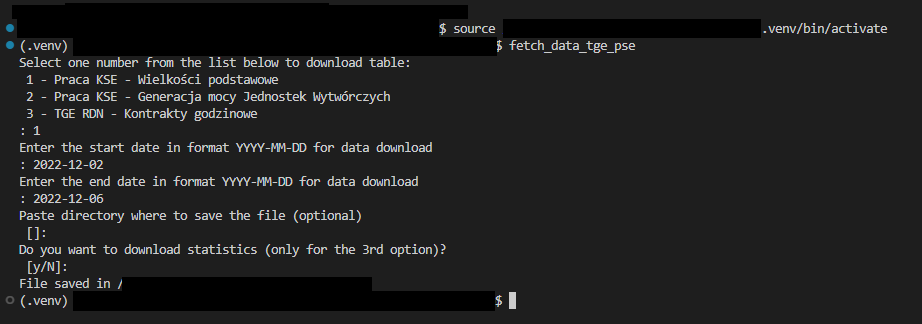 $ source .venv/bin/activate
(.venv) $ fetch_data_tge_pse
Select one number from the list below to download table:
1 - Praca KSE - Wielkości podstawowe
2 - Praca KSE - Generacja mocy Jednostek Wytwórczych
3 - TGE RDN - Kontrakty godzinowe
: 1
Enter the start date in format YYYY-MM-DD for data download
: 2022-12-02
Enter the end date in format YYYY-MM-DD for data download
: 2022-12-06
Paste directory where to save the file (optional)
[]:
Do you want to download statistics (only for the 3rd option)?
[y/N]:
File saved in /
(.venv) $